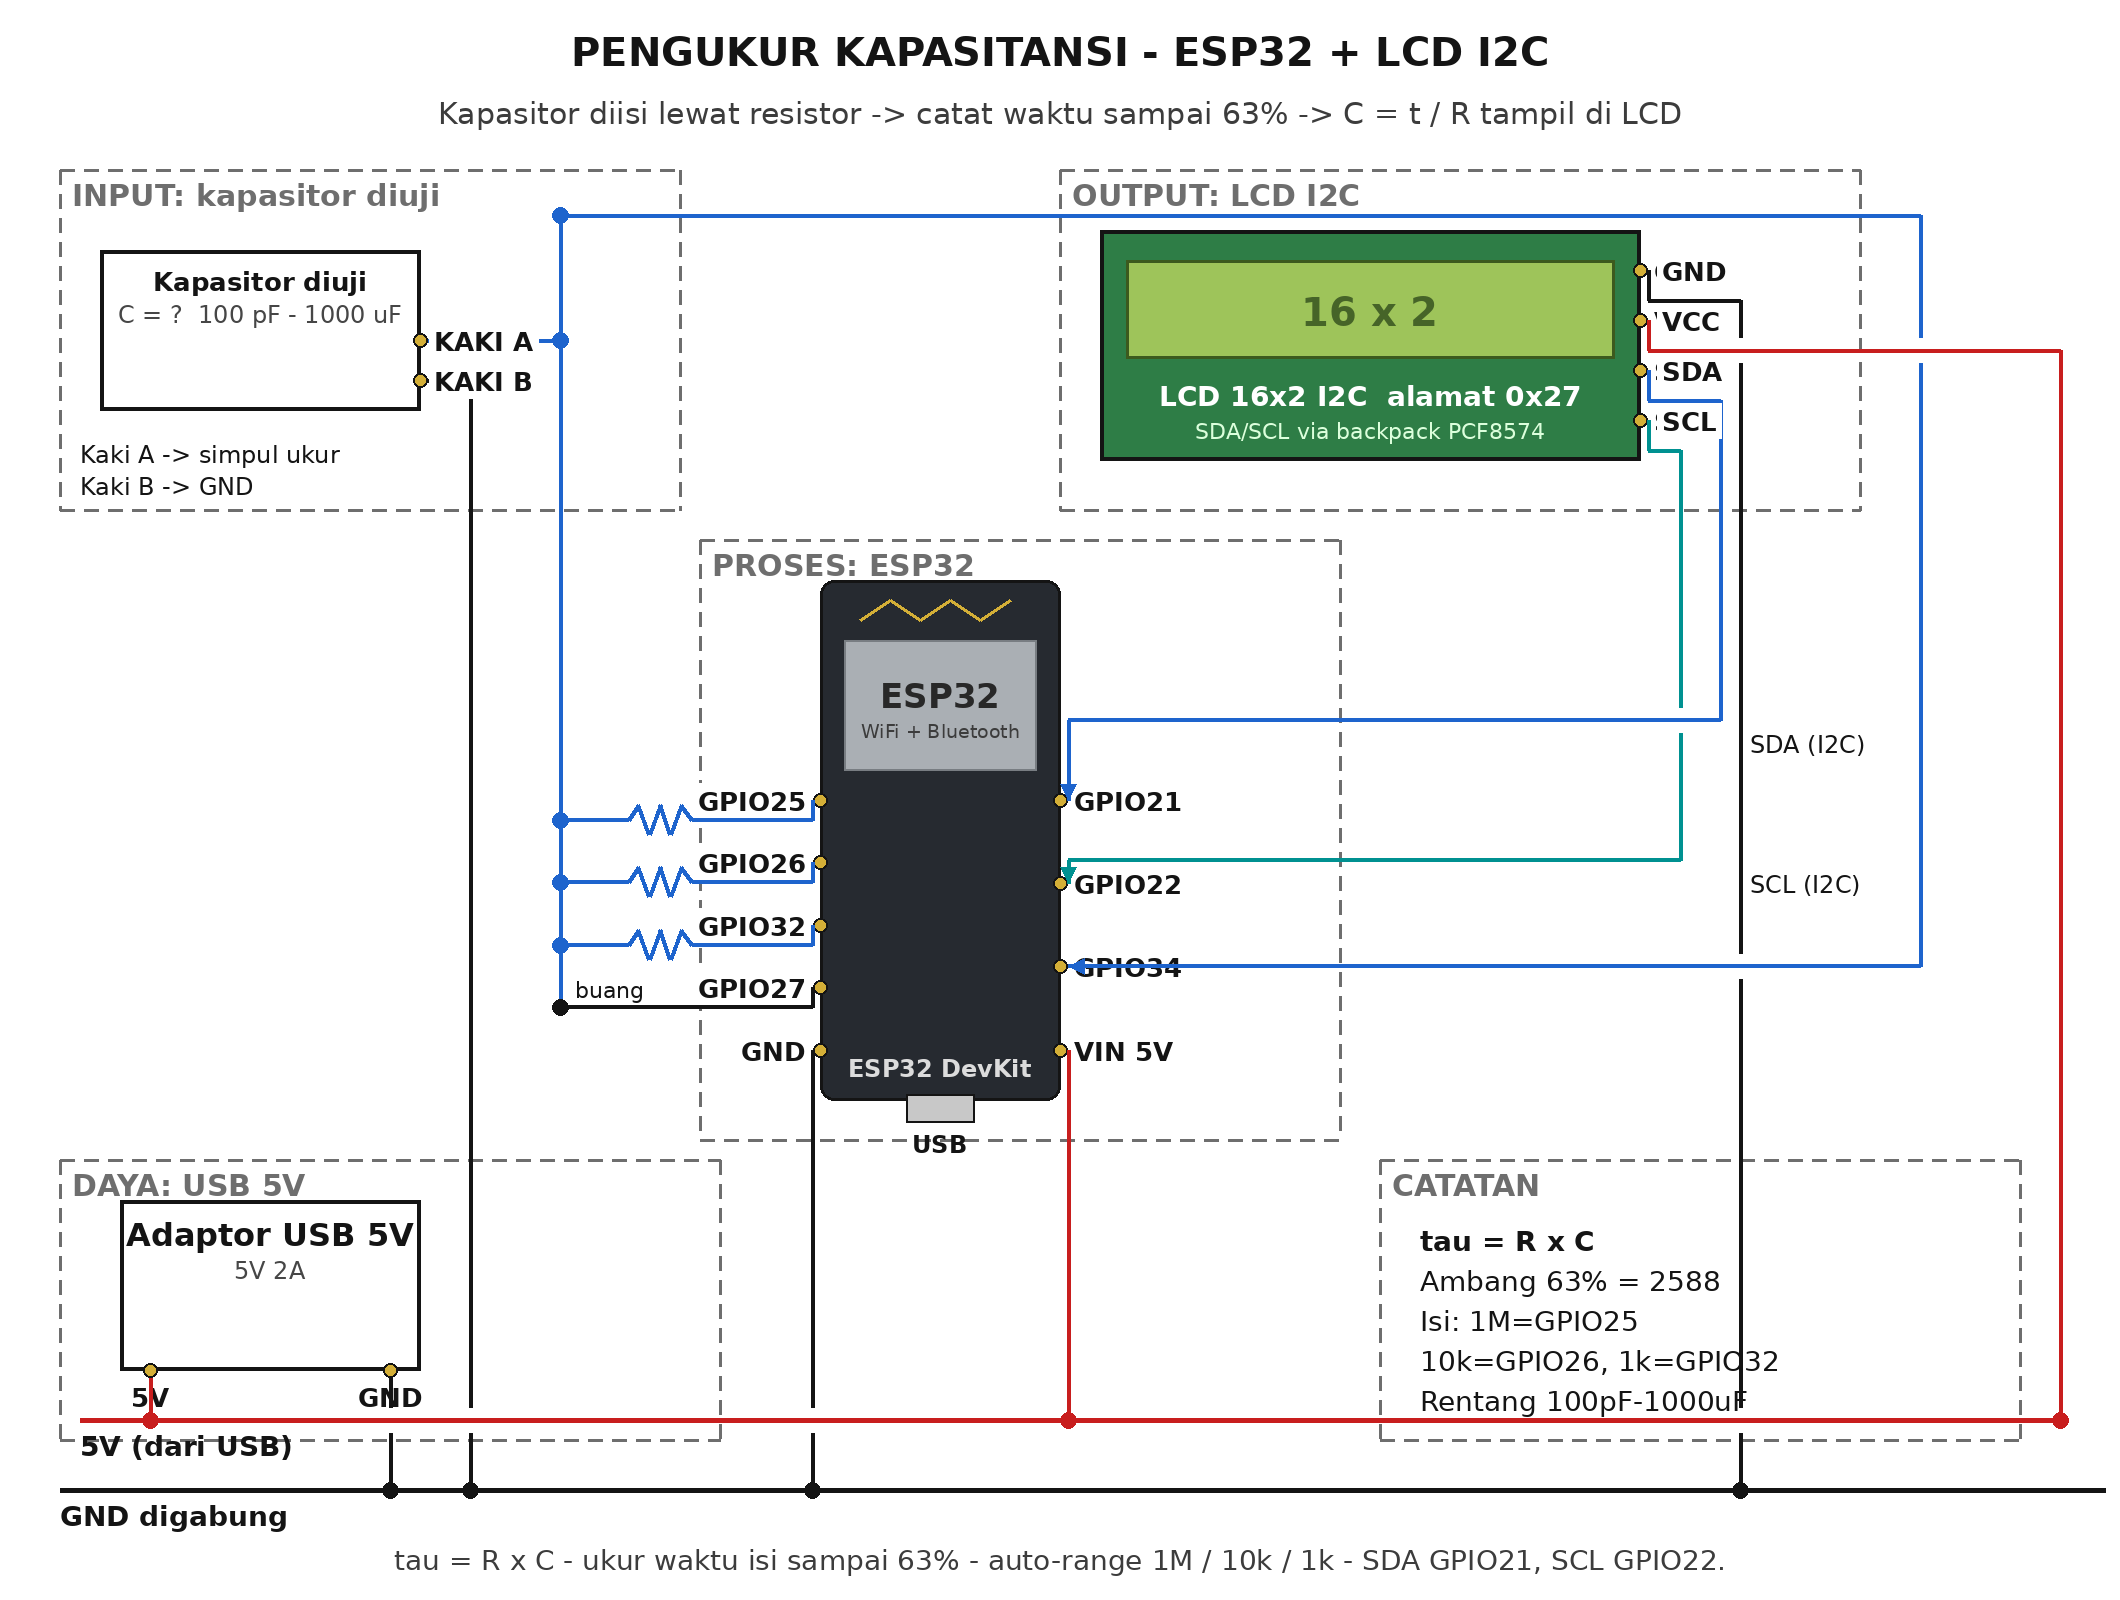 PENGUKUR KAPASITANSI - ESP32 + LCD I2C
Kapasitor diisi lewat resistor -> catat waktu sampai 63% -> C = t / R tampil di LCD
INPUT: kapasitor diuji
Kapasitor diuji
C = ?  100 pF - 1000 uF
KAKI A
KAKI B
Kaki A -> simpul ukur
Kaki B -> GND
OUTPUT: LCD I2C
16 x 2
LCD 16x2 I2C  alamat 0x27
SDA/SCL via backpack PCF8574
GND
VCC
SDA
SCL
PROSES: ESP32
ESP32
WiFi + Bluetooth
GPIO25
GPIO26
GPIO32
GPIO27
buang
GND
GPIO21
GPIO22
GPIO34
VIN 5V
ESP32 DevKit
USB
SDA (I2C)
SCL (I2C)
DAYA: USB 5V
Adaptor USB 5V
5V 2A
5V
GND
5V (dari USB)
CATATAN
tau = R x C
Ambang 63% = 2588
Isi: 1M=GPIO25
10k=GPIO26, 1k=GPIO32
Rentang 100pF-1000uF
GND digabung
tau = R x C - ukur waktu isi sampai 63% - auto-range 1M / 10k / 1k - SDA GPIO21, SCL GPIO22.